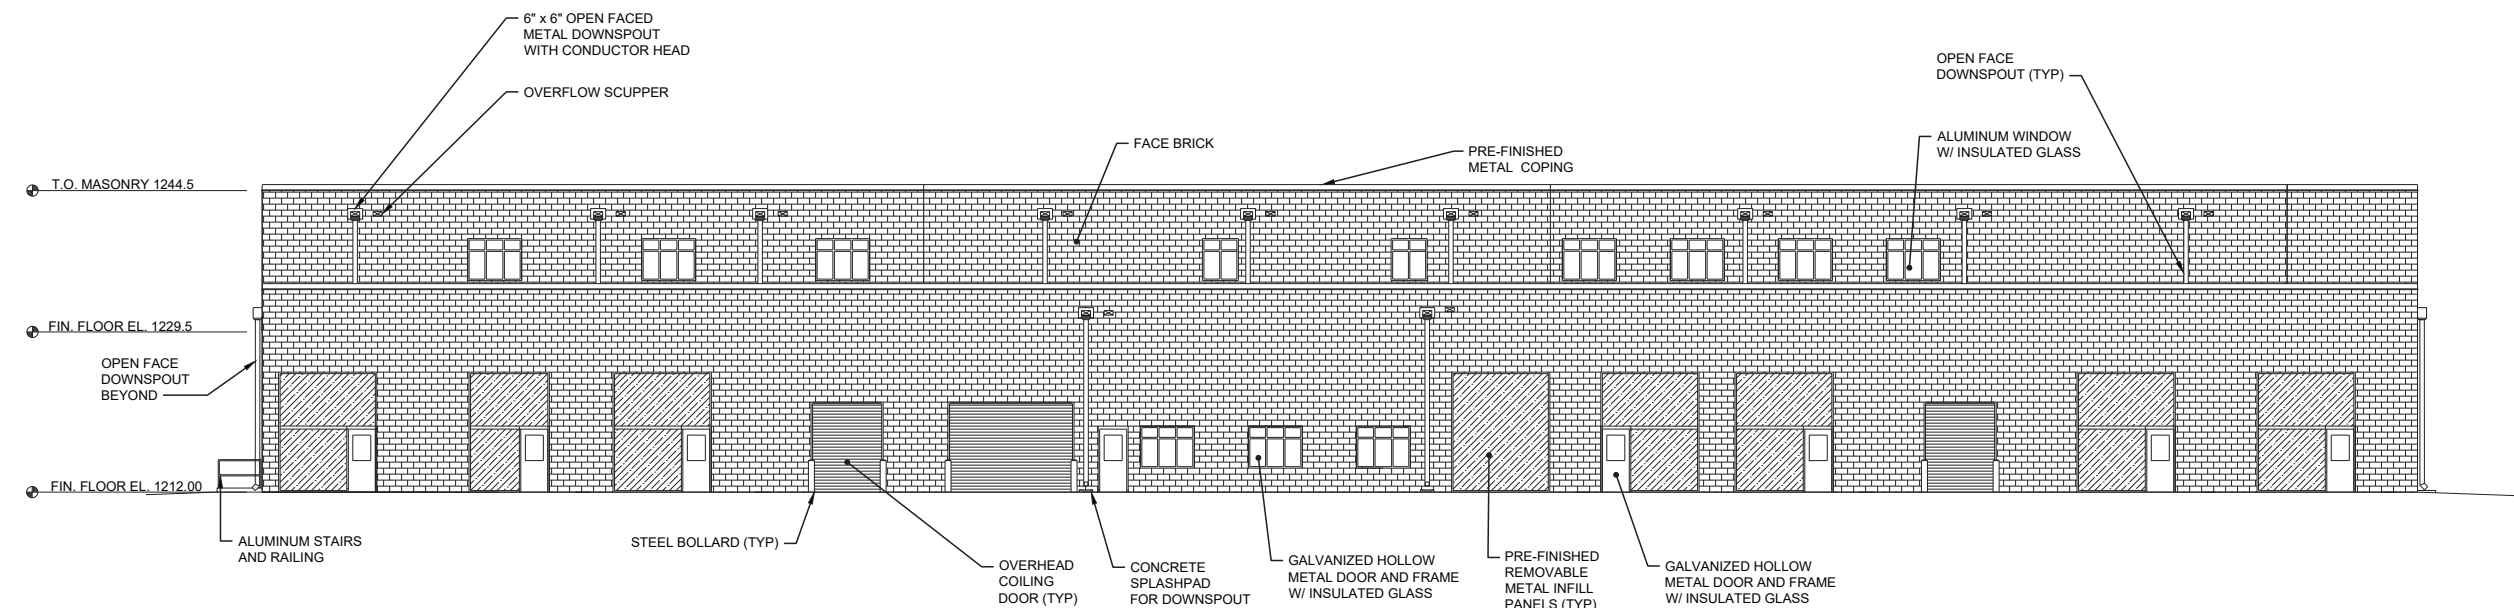 6" x 6" OPEN FACED
METAL DOWNSPOUT
WITH CONDUCTOR HEAD
OVERFLOW SCUPPER
OPEN FACE
DOWNSPOUT (TYP)
FACE BRICK
PRE-FINISHED
METAL COPING
ALUMINUM WINDOW
W/ INSULATED GLASS
T.O. MASONRY 1244.5
FIN. FLOOR EL. 1229.5
OPEN FACE
DOWNSPOUT
BEYOND
FIN. FLOOR EL. 1212.00
ALUMINUM STAIRS
AND RAILING
STEEL BOLLARD (TYP)
OVERHEAD
COILING
DOOR (TYP)
CONCRETE
SPLASHPAD
FOR DOWNSPOUT
GALVANIZED HOLLOW
METAL DOOR AND FRAME
W/ INSULATED GLASS
PRE-FINISHED
REMOVABLE
METAL INFILL
PANELS (TYP)
GALVANIZED HOLLOW
METAL DOOR AND FRAME
W/ INSULATED GLASS